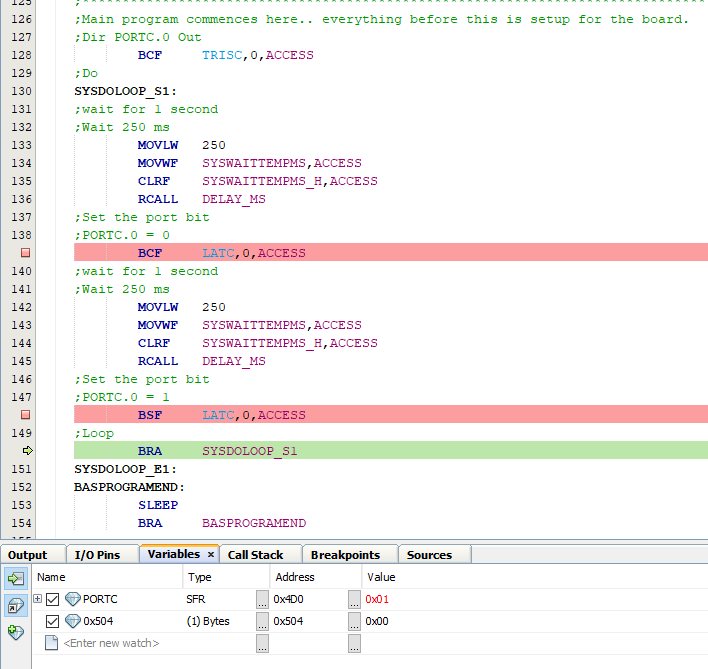 125 ;********************************************************************************
126 ;Main program commences here.. everything before this is setup for the board.
127 ;Dir PORTC.0 Out
128 BCF TRISC,0,ACCESS
129 ;Do
130 SYSDOLOOP_S1:
131 ;wait for 1 second
132 ;Wait 250 ms
133 MOVLW 250
134 MOVWF SYSWAITTEMPMS,ACCESS
135 CLRF SYSWAITTEMPMS_H,ACCESS
136 RCALL DELAY_MS
137 ;Set the port bit
138 ;PORTC.0 = 0
BCF LATC,0,ACCESS
140 ;wait for 1 second
141 ;Wait 250 ms
142 MOVLW 250
143 MOVWF SYSWAITTEMPMS,ACCESS
144 CLRF SYSWAITTEMPMS_H,ACCESS
145 RCALL DELAY_MS
146 ;Set the port bit
147 ;PORTC.0 = 1
BSF LATC,0,ACCESS
149 ;Loop
BRA SYSDOLOOP_S1
151 SYSDOLOOP_E1:
152 BASPROGRAMEND:
153 SLEEP
154 BRA BASPROGRAMEND
Output I/O Pins Variables × Call Stack Breakpoints Sources
Name Type Address Value
PORTC SFR ... 0x4D0 ... 0x01
0x504 (1) Bytes ... 0x504 ... 0x00
<Enter new watch> ... ...